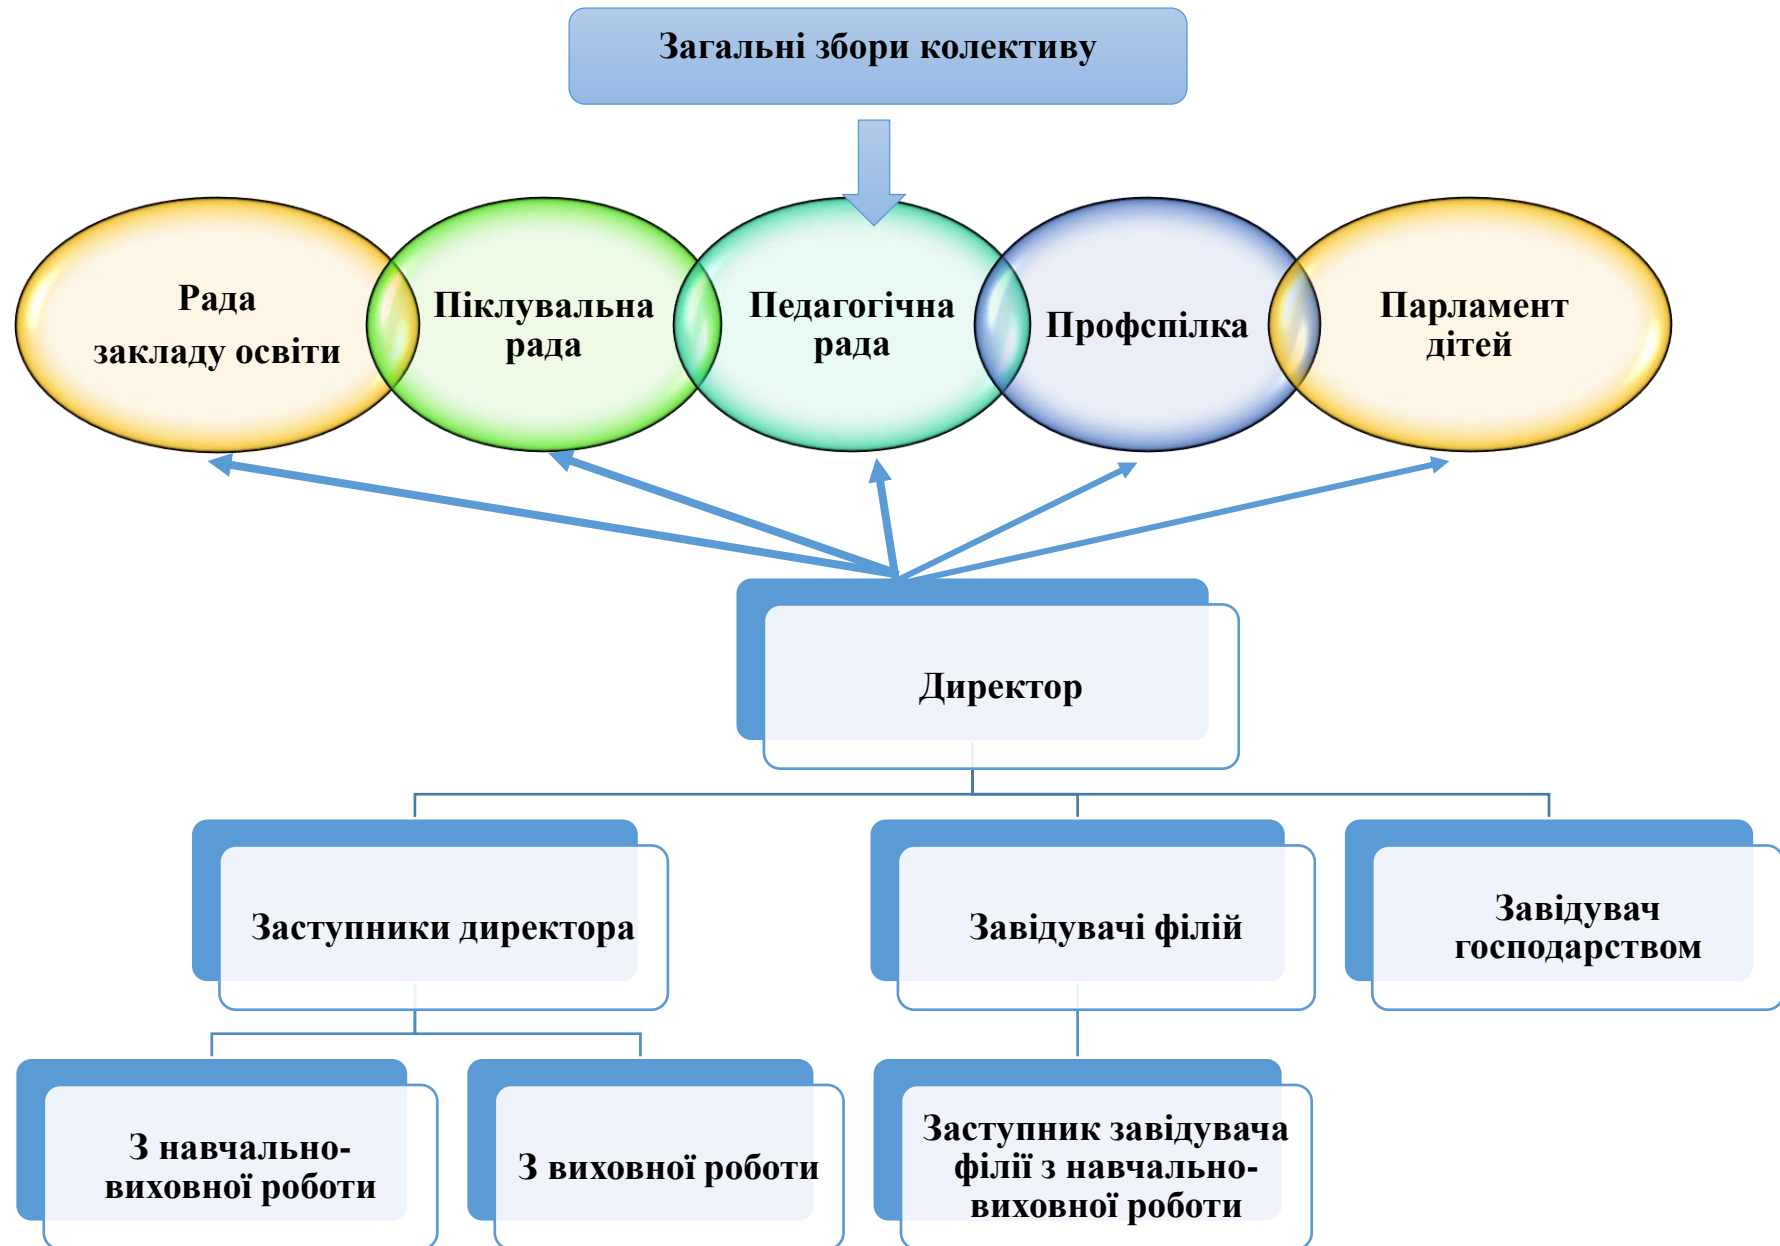 Загальні збори колективу
Рада
закладу освіти
Піклувальна
рада
Педагогічна
рада
Профспілка
Парламент
дітей
Директор
Заступники директора
Завідувачі філій
Завідувач
господарством
З навчально-
виховної роботи
З виховної роботи
Заступник завідувача
філії з навчально-
виховної роботи